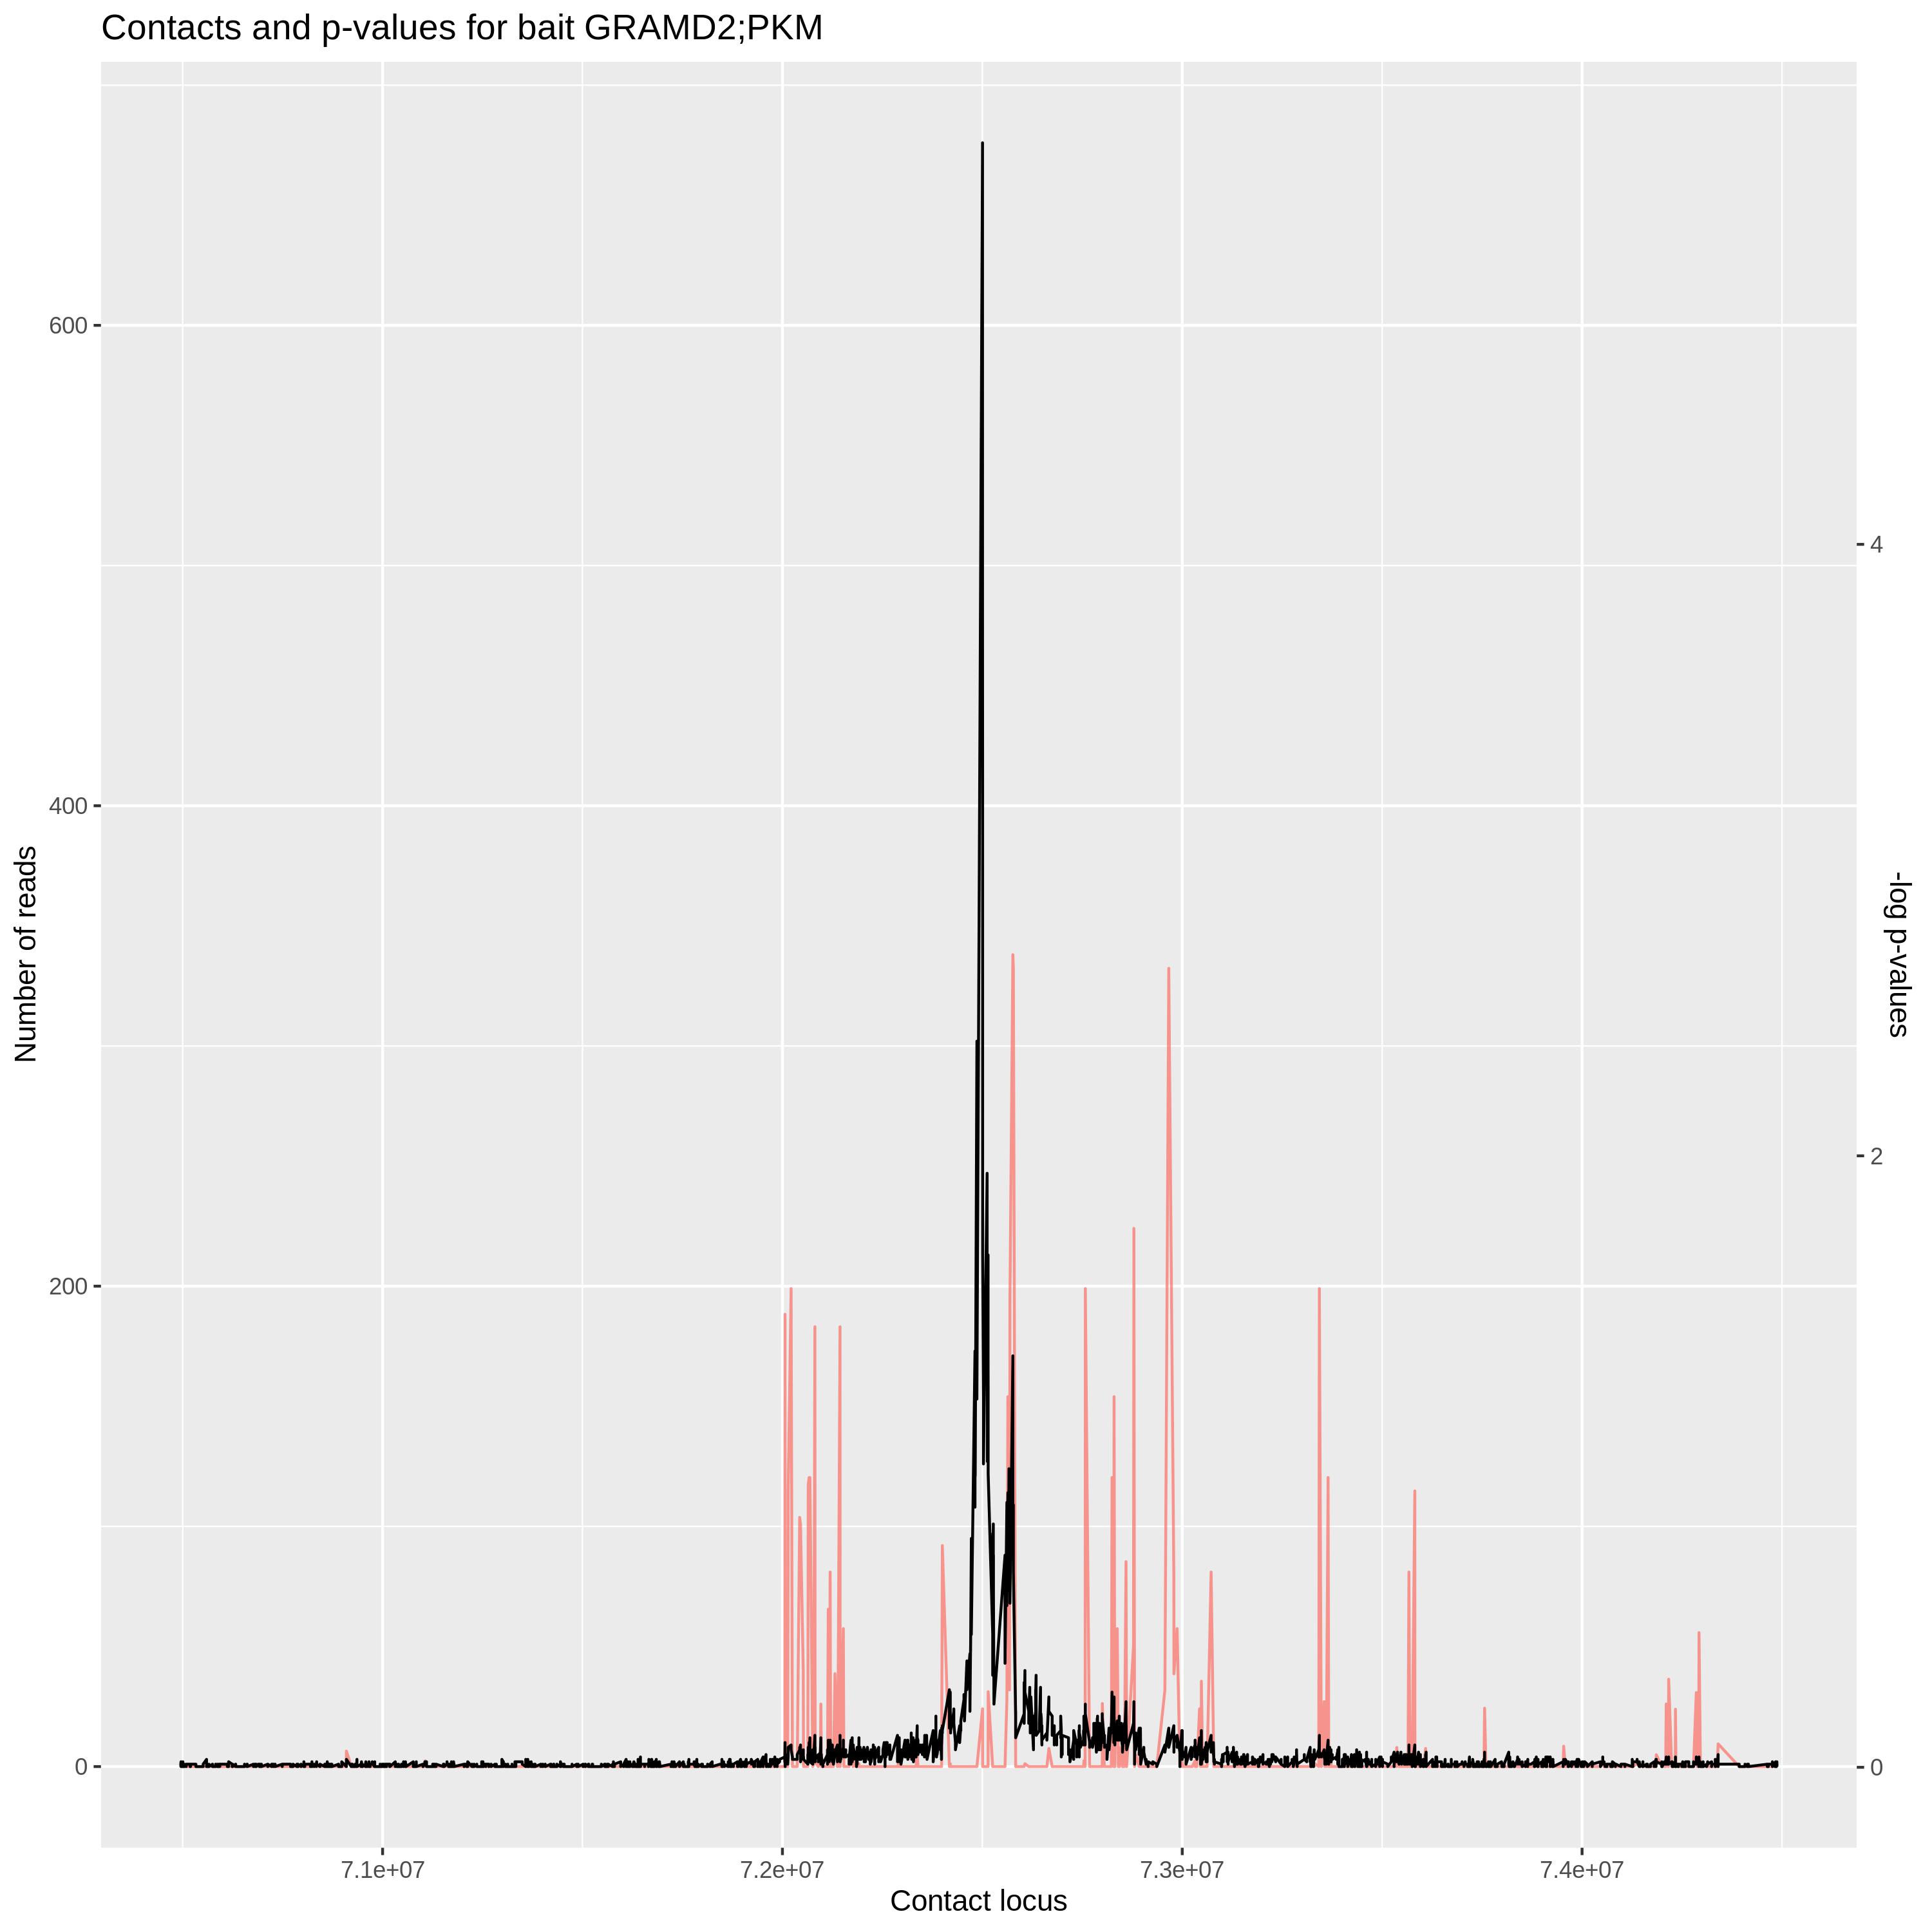 Contacts and p-values for bait GRAMD2;PKM
600
400
200
0
Number of reads
4
2
0
-log p-values
7.1e+07
7.2e+07
7.3e+07
7.4e+07
Contact locus